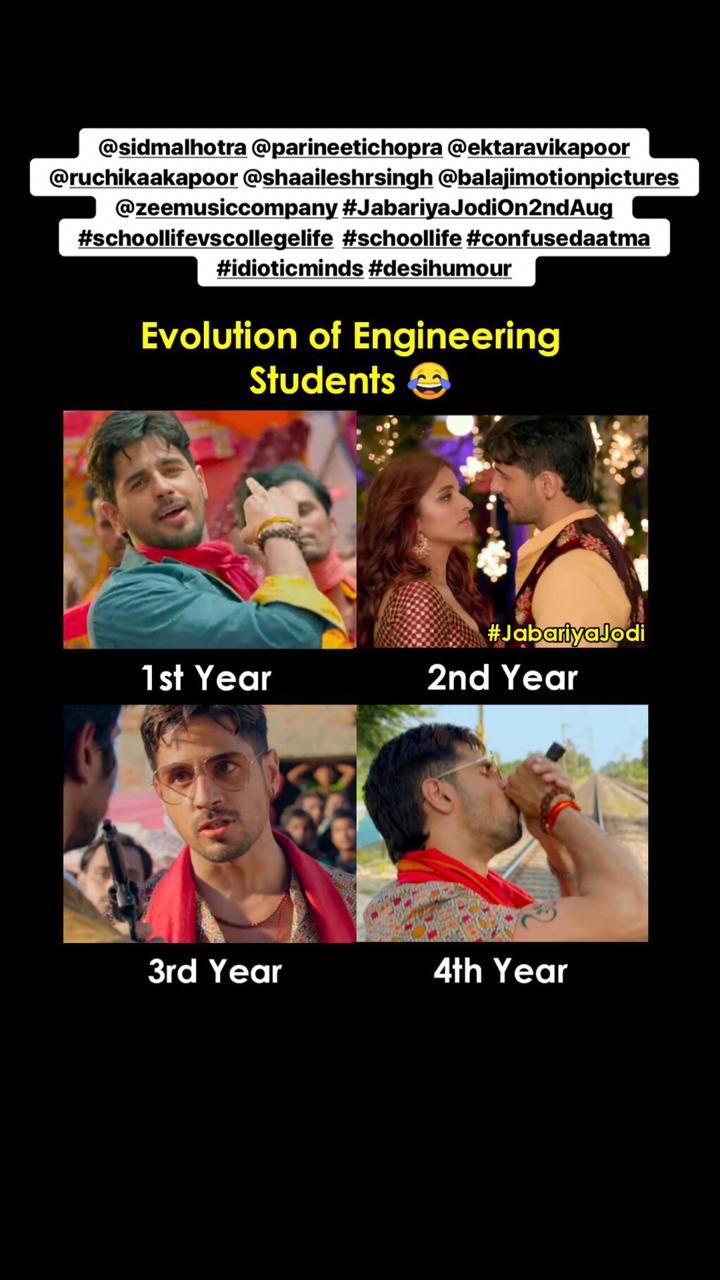 @sidmalhotra @parineetichopra @ektaravikapoor
@ruchikaakapoor @shaaileshrsingh @balajimotionpictures
@zeemusiccompany #JabariyaJodiOn2ndAug
#schoollifevscollegelife #schoollife #confusedaatma
#idioticminds #desihumour
Evolution of Engineering
Students 😂
#JabariyaJodi
1st Year
2nd Year
3rd Year
4th Year